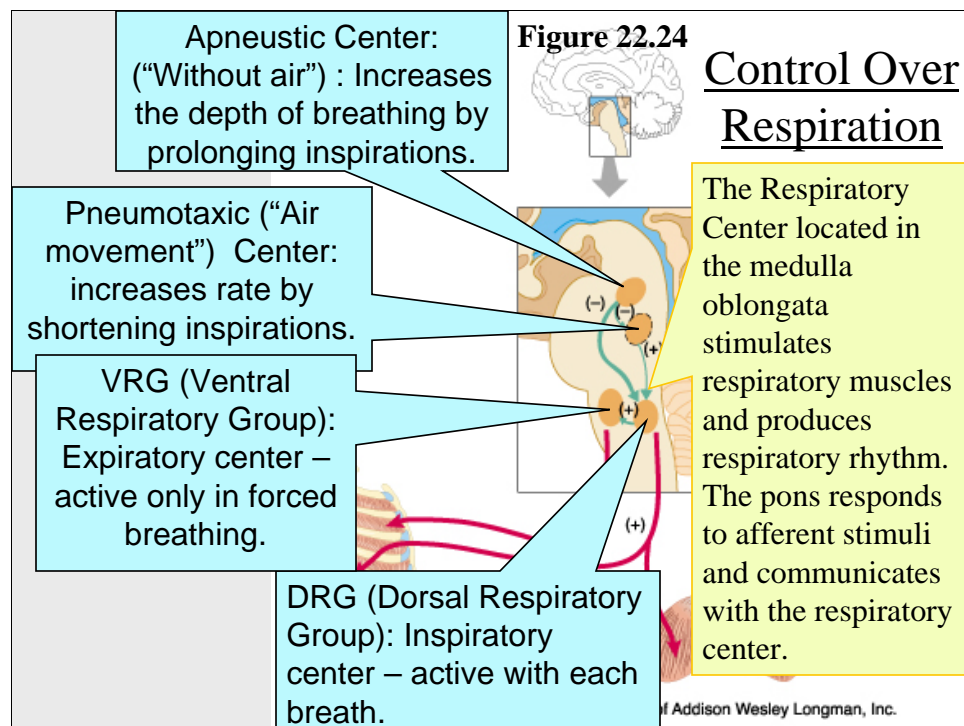 Apneustic Center:
(“Without air”) : Increases
the depth of breathing by
prolonging inspirations.
Figure 22.24
Control Over
Respiration
Pneumotaxic (“Air
movement”) Center:
increases rate by
shortening inspirations.
VRG (Ventral
Respiratory Group):
Expiratory center –
active only in forced
breathing.
DRG (Dorsal Respiratory
Group): Inspiratory
center – active with each
breath.
(–)
(–)
(+)
(+)
(+)
The Respiratory
Center located in
the medulla
oblongata
stimulates
respiratory muscles
and produces
respiratory rhythm.
The pons responds
to afferent stimuli
and communicates
with the respiratory
center.
Addison Wesley Longman, Inc.